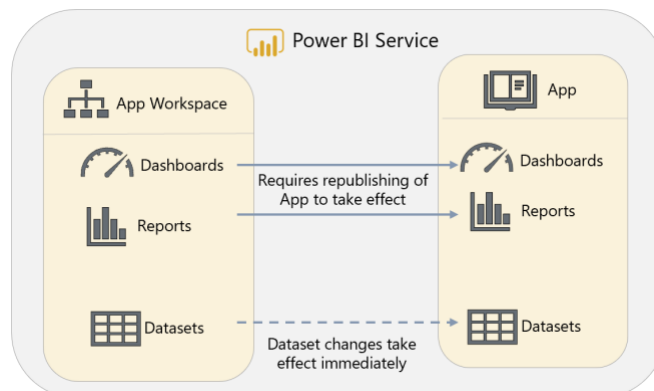 Power BI Service
App Workspace
App
Dashboards
Dashboards
Requires republishing of
App to take effect
Reports
Reports
Datasets
Datasets
Dataset changes take
effect immediately